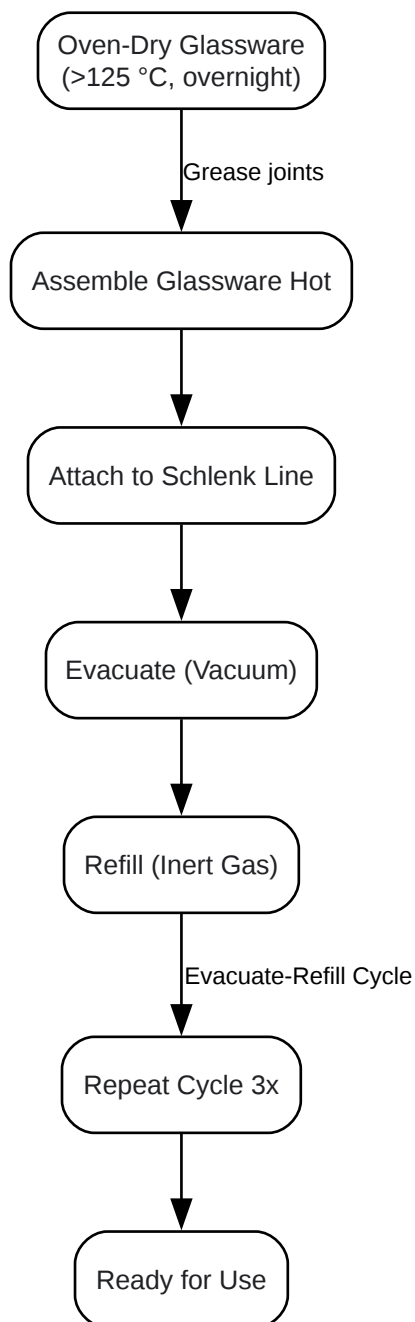 Oven-Dry Glassware
(>125 °C, overnight)
Grease joints
Assemble Glassware Hot
Attach to Schlenk Line
Evacuate (Vacuum)
Refill (Inert Gas)
Evacuate-Refill Cycle
Repeat Cycle 3x
Ready for Use